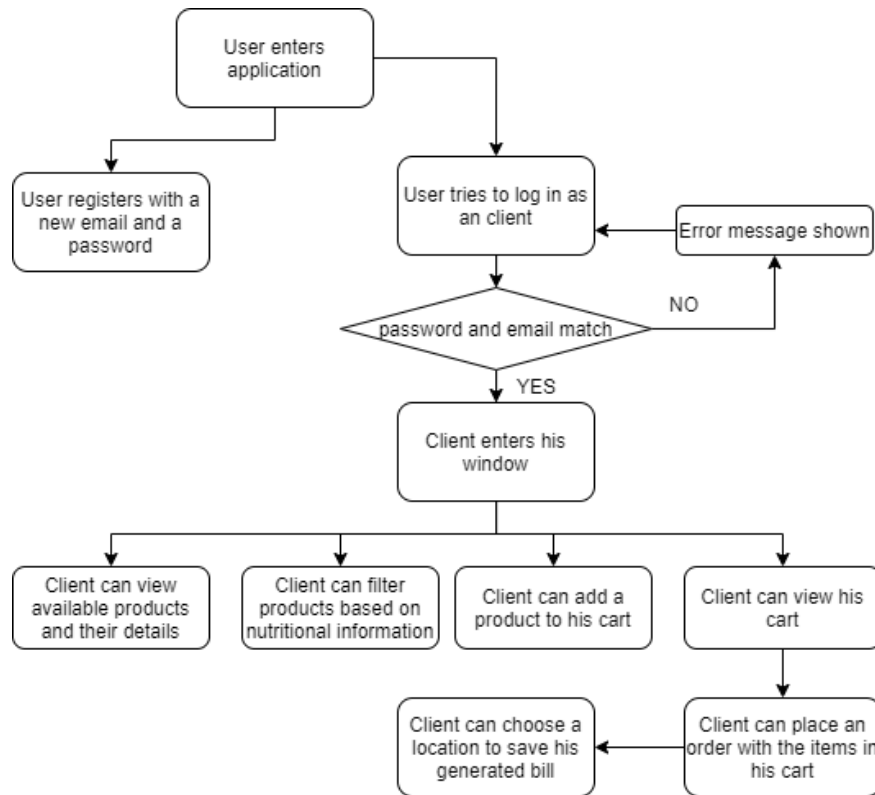 User enters
application
User registers with a
new email and a
password
User tries to log in as
an client
Error message shown
password and email match
NO
YES
Client enters his
window
Client can view
available products
and their details
Client can filter
products based on
nutritional information
Client can add a
product to his cart
Client can view his
cart
Client can choose a
location to save his
generated bill
Client can place an
order with the items in
his cart